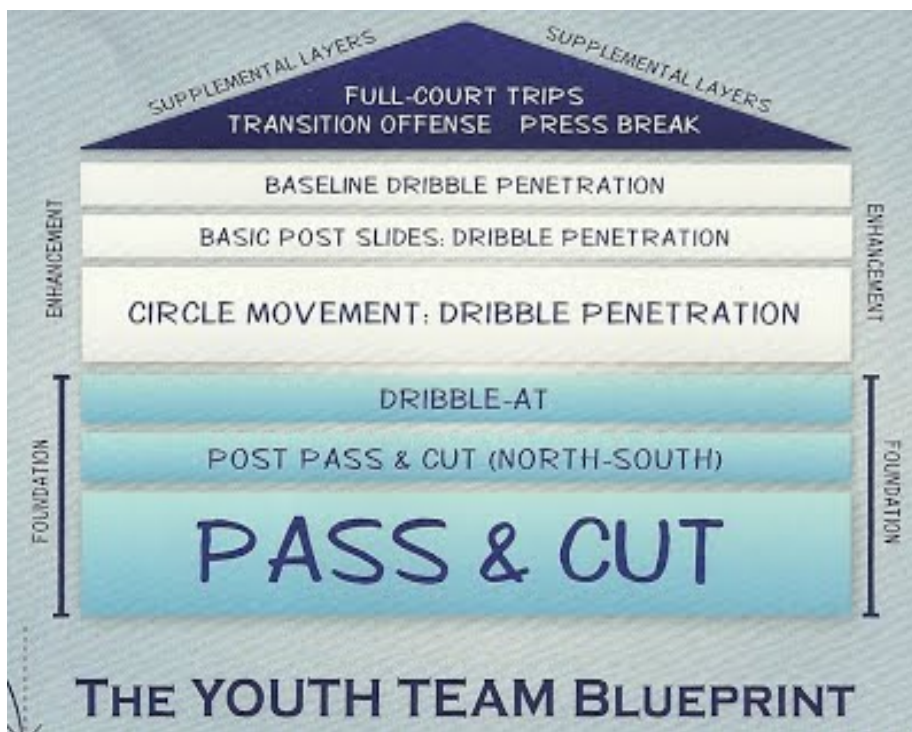 SUPPLEMENTAL LAYERS
SUPPLEMENTAL LAYERS
FULL-COURT TRIPS
TRANSITION OFFENSE PRESS BREAK
BASELINE DRIBBLE PENETRATION
BASIC POST SLIDES: DRIBBLE PENETRATION
CIRCLE MOVEMENT: DRIBBLE PENETRATION
ENHANCEMENT
ENHANCEMENT
DRIBBLE-AT
POST PASS & CUT (NORTH-SOUTH)
PASS & CUT
FOUNDATION
FOUNDATION
THE YOUTH TEAM BLUEPRINT